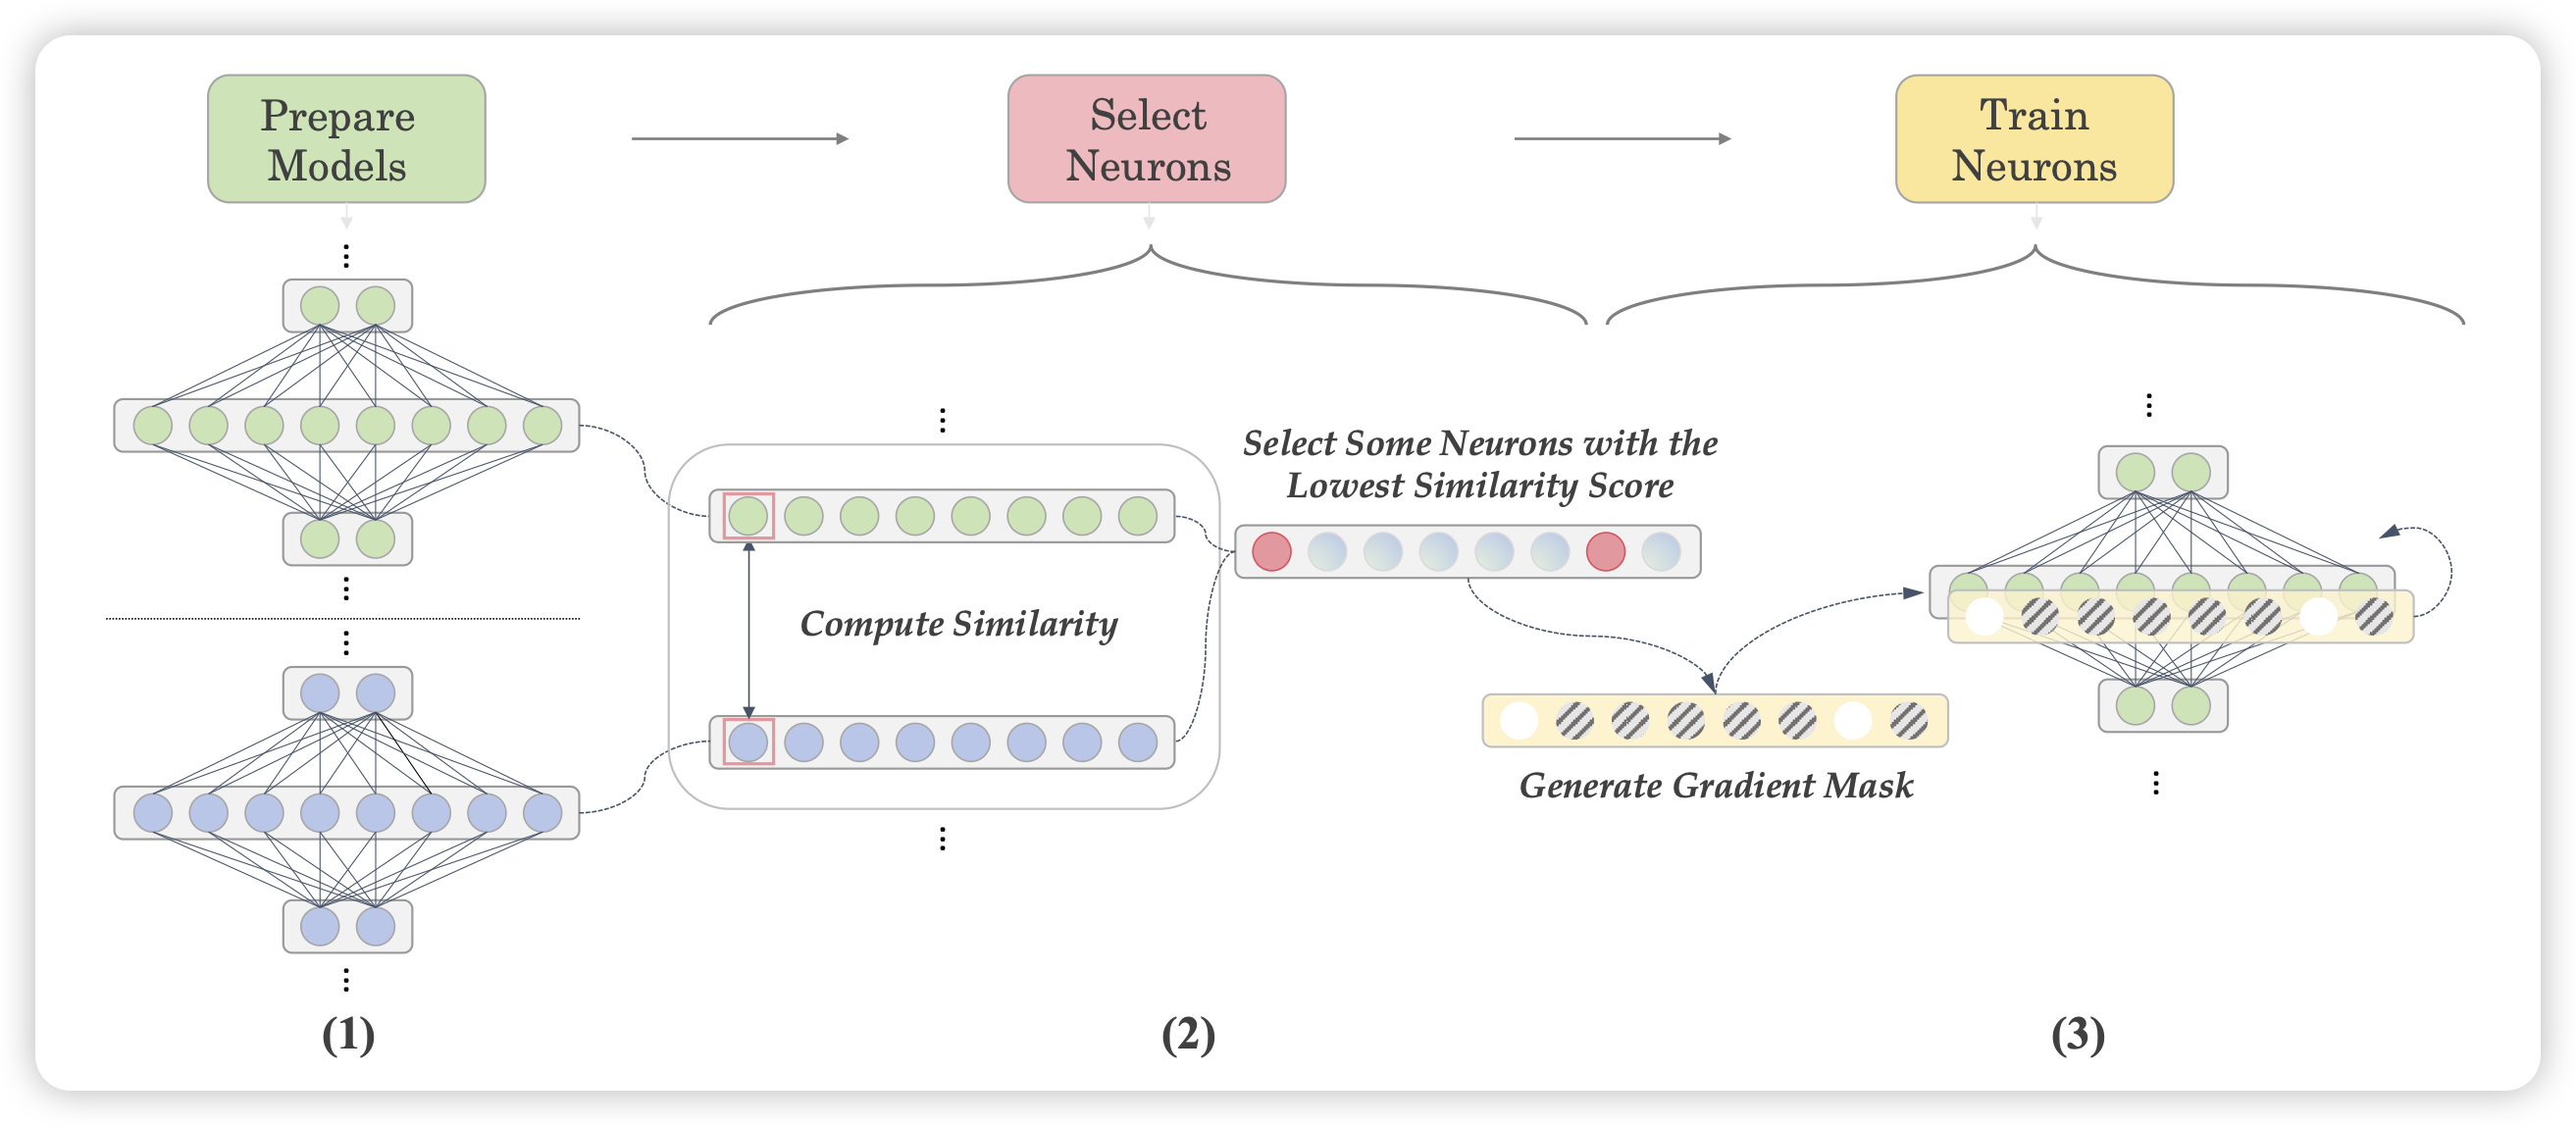 Prepare
Models
Select
Neurons
Train
Neurons
Select Some Neurons with the
Lowest Similarity Score
Compute Similarity
Generate Gradient Mask
(1)
(2)
(3)